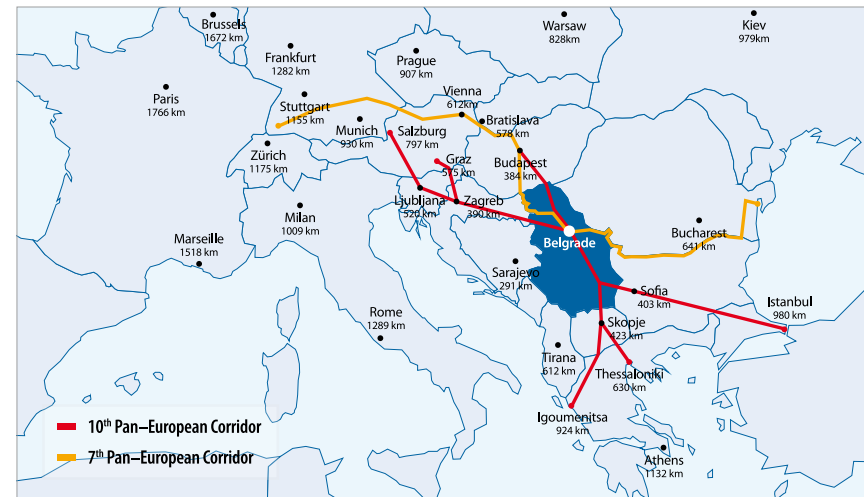 Brussels
1672 km
Warsaw
828km
Kiev
979km
Frankfurt
1282 km
Prague
907 km
Paris
1766 km
Stuttgart
1155 km
Vienna
612km
Munich
930 km
Salzburg
797 km
Bratislava
578 km
Zürich
1175 km
Graz
575 km
Budapest
384 km
Ljubljana
520 km
Zagreb
390 km
Milan
1009 km
Bucharest
641 km
Marseille
1518 km
Belgrade
Sarajevo
291 km
Sofia
403 km
Istanbul
980 km
Rome
1289 km
Skopje
423 km
Tirana
612 km
Thessaloniki
630 km
Igoumenitsa
924 km
Athens
1132 km
10th Pan–European Corridor
7th Pan–European Corridor